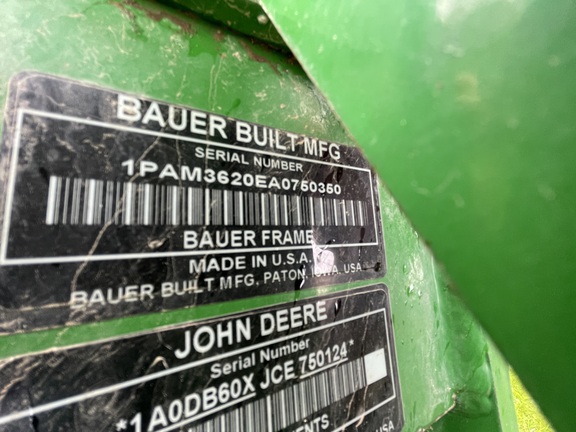 BAUER BUILT MFG
SERIAL NUMBER
1PAM3620EA0750350
BAUER FRAME
MADE IN U.S.A.
BAUER BUILT MFG, PATON, IOWA, USA
JOHN DEERE
Serial Number
*1A0DB60X JCE 750124*